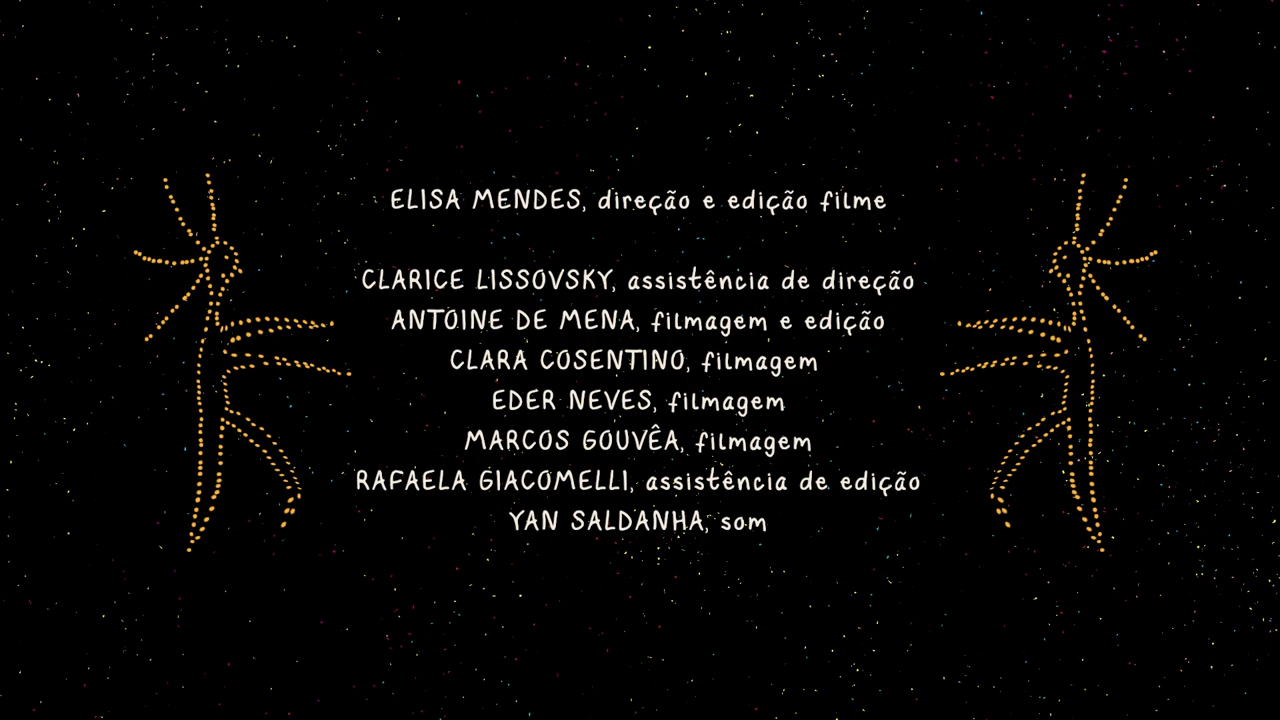 ELISA MENDES, direção e edição filme
CLARICE LISSOVSKY, assistência de direção
ANTOINE DE MENA, filmagem e edição
CLARA COSENTINO, filmagem
EDER NEVES, filmagem
MARCOS GOUVÊA, filmagem
RAFAELA GIACOMELLI, assistência de edição
YAN SALDANHA, som